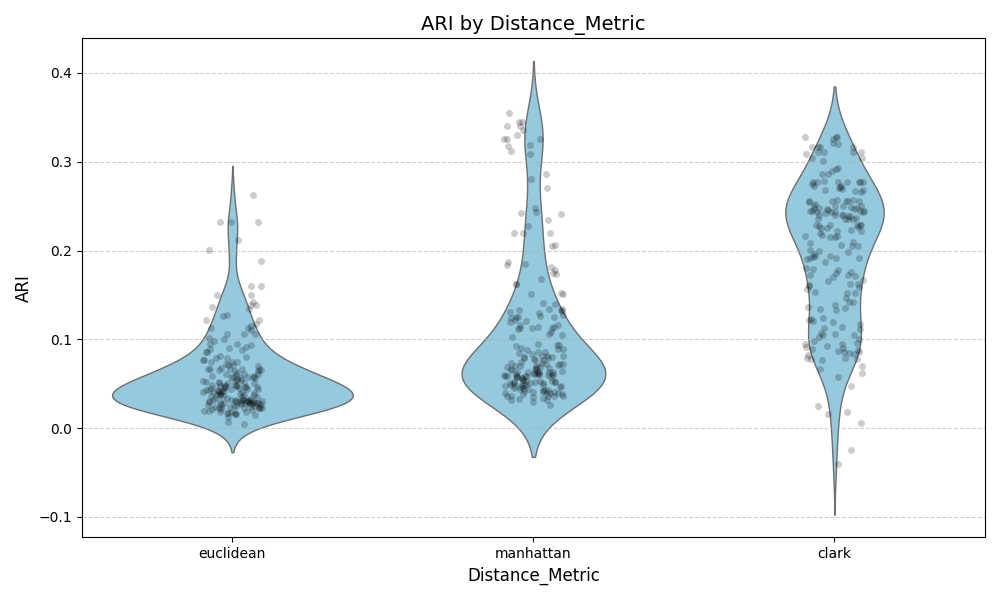 ARI by Distance_Metric
ARI
0.4
0.3
0.2
0.1
0.0
−0.1
euclidean
manhattan
clark
Distance_Metric